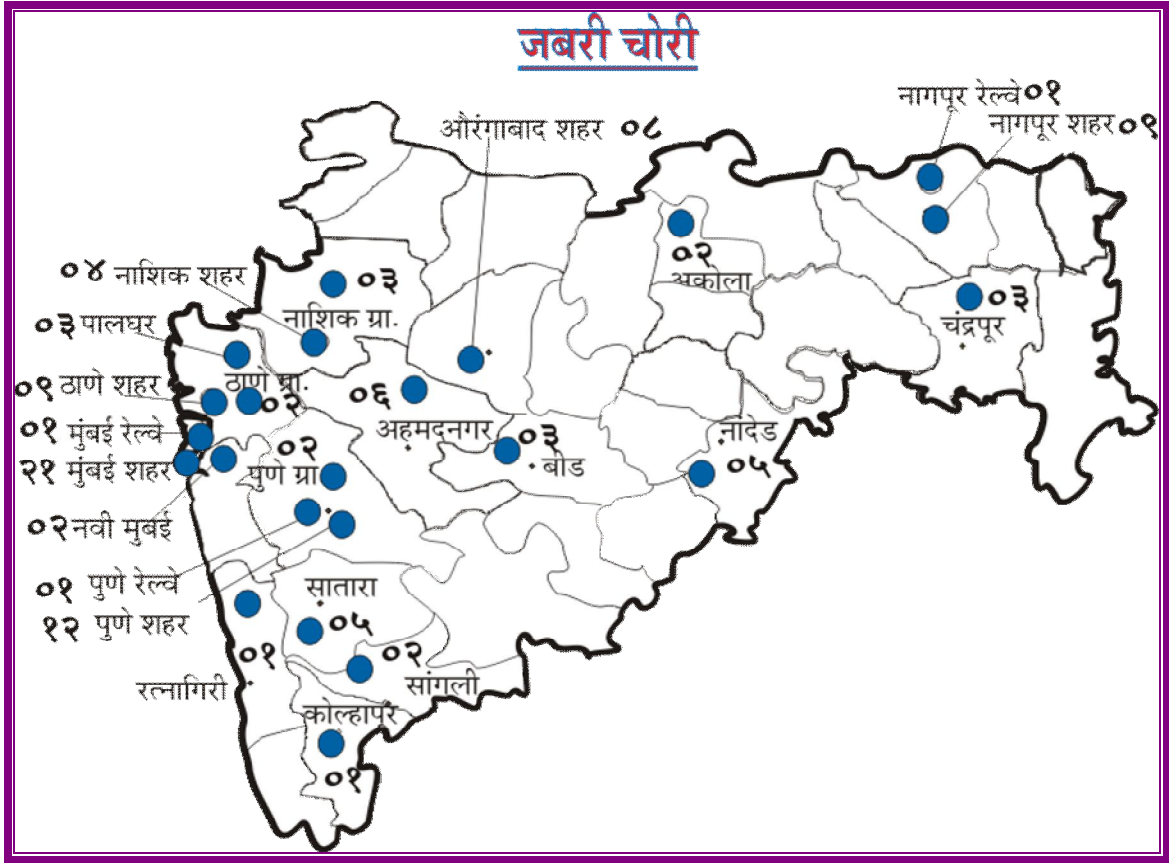 जबरी चोरी
नागपूर रेल्वे ०१
नागपूर शहर ०९
औरंगाबाद शहर ०८
०२
अकोला
०४ नाशिक शहर
०३
नाशिक ग्रा.
०३
चंद्रपूर
०३ पालघर
ठाणे ग्रा.
०९ ठाणे शहर
०२
०६
अहमदनगर
०१ मुंबई रेल्वे
०२
पुणे ग्रा
०३
बीड
नांदेड
०५
२१ मुंबई शहर
०२ नवी मुबई
०१ पुणे रेल्वे
१२ पुणे शहर
सातारा
०५
०१
रत्नागिरी
०२
सांगली
कोल्हापूर
०१